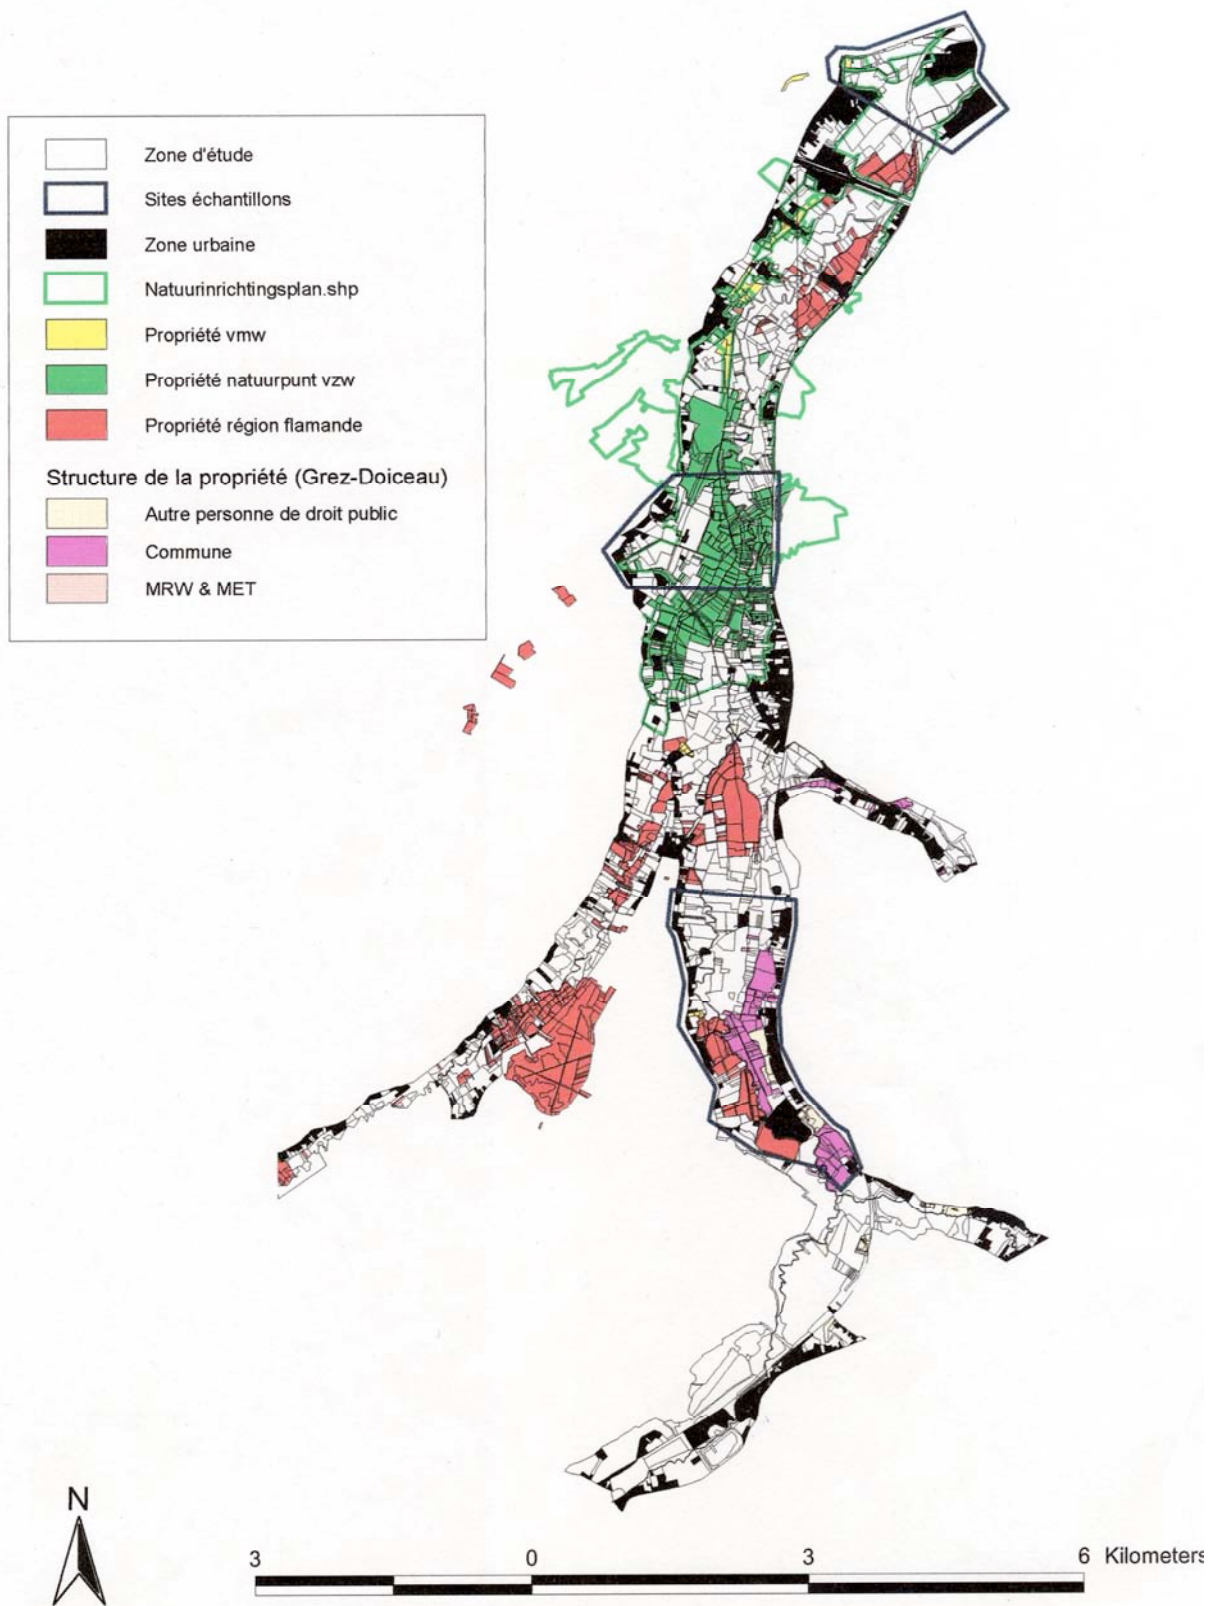 Zone d'étude
Sites échantillons
Zone urbaine
Natuurinrichtingsplan.shp
Propriété vmw
Propriété natuurpunt vzw
Propriété région flamande
Structure de la propriété (Grez-Doiceau)
Autre personne de droit public
Commune
MRW & MET
N
3 0 3 6 Kilometers